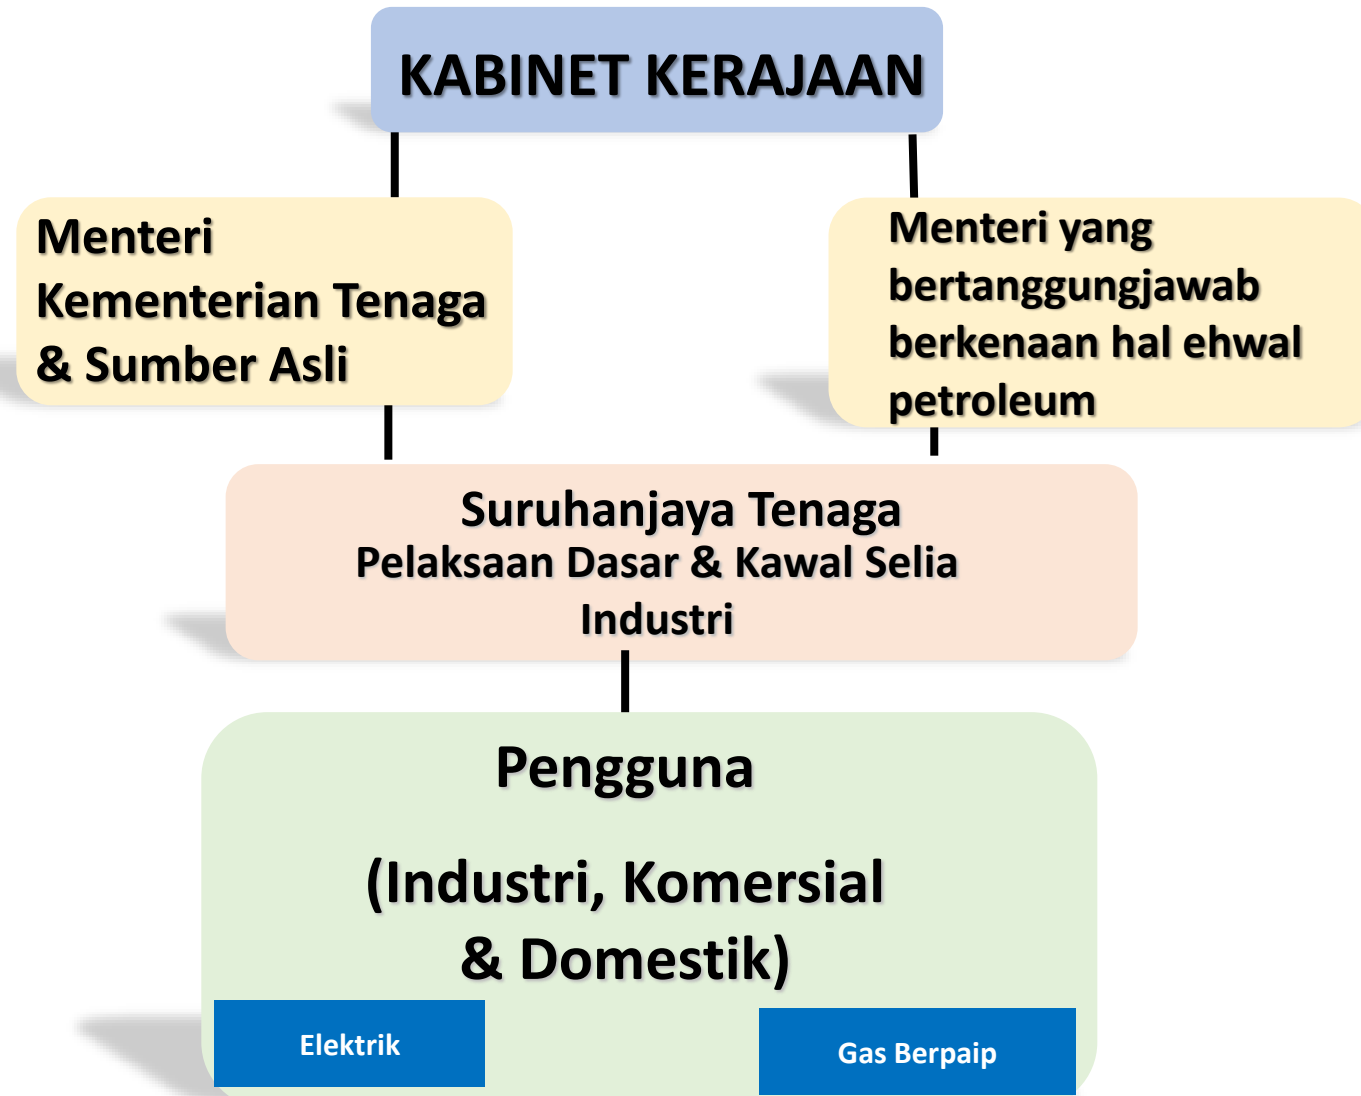 KABINET KERAJAAN
Menteri
Kementerian Tenaga
& Sumber Asli
Menteri yang
bertanggungjawab
berkenaan hal ehwal
petroleum
Suruhanjaya Tenaga
Pelaksaan Dasar & Kawal Selia
Industri
Pengguna
(Industri, Komersial
& Domestik)
Elektrik
Gas Berpaip